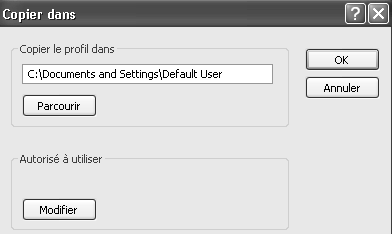 Copier dans
Copier le profil dans
C:\Documents and Settings\Default User
OK
Annuler
Parcourir
Autorisé à utiliser
Modifier